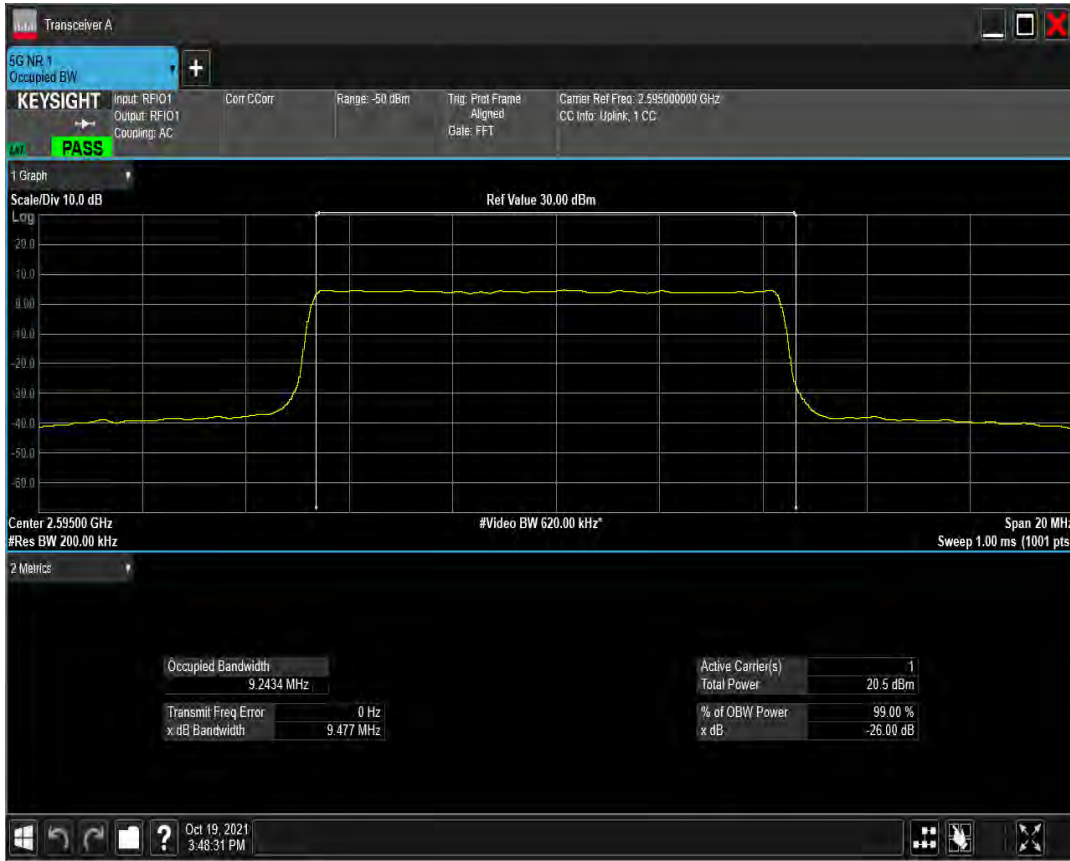 Transceiver A
5G NR 1
Occupied BW
+
KEYSIGHT
PASS
Input: RFIO1
Output: RFIO1
Coupling: AC
Corr CCorr
Range: -50 dBm
Trig: Prot Frame
Aligned
Gate: FFT
Carrier Ref Freq: 2.595000000 GHz
CC Info: Uplink, 1 CC
1 Graph
Scale/Div 10.0 dB
Ref Value 30.00 dBm
Log
20.0
10.0
0.00
-10.0
-20.0
-30.0
-40.0
-50.0
-60.0
Center 2.59500 GHz
#Video BW 620.00 kHz*
Span 20 MHz
#Res BW 200.00 kHz
Sweep 1.00 ms (1001 pts
2 Metrics
Occupied Bandwidth
9.2434 MHz
Transmit Freq Error 0 Hz
x dB Bandwidth 9.477 MHz
Active Carrier(s) 1
Total Power 20.5 dBm
% of OBW Power 99.00 %
x dB -26.00 dB
?
Oct 19, 2021
3:48:31 PM